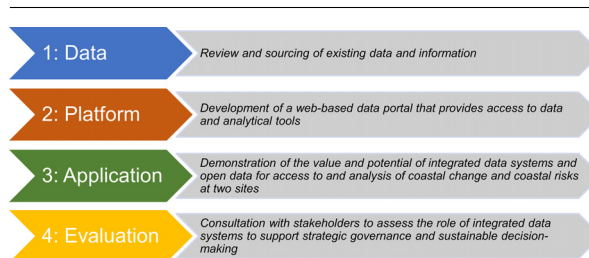 1: Data
Review and sourcing of existing data and information
2: Platform
Development of a web-based data portal that provides access to data
and analytical tools
3: Application
Demonstration of the value and potential of integrated data systems and
open data for access to and analysis of coastal change and coastal risks
at two sites
4: Evaluation
Consultation with stakeholders to assess the role of integrated data
systems to support strategic governance and sustainable decision-
making